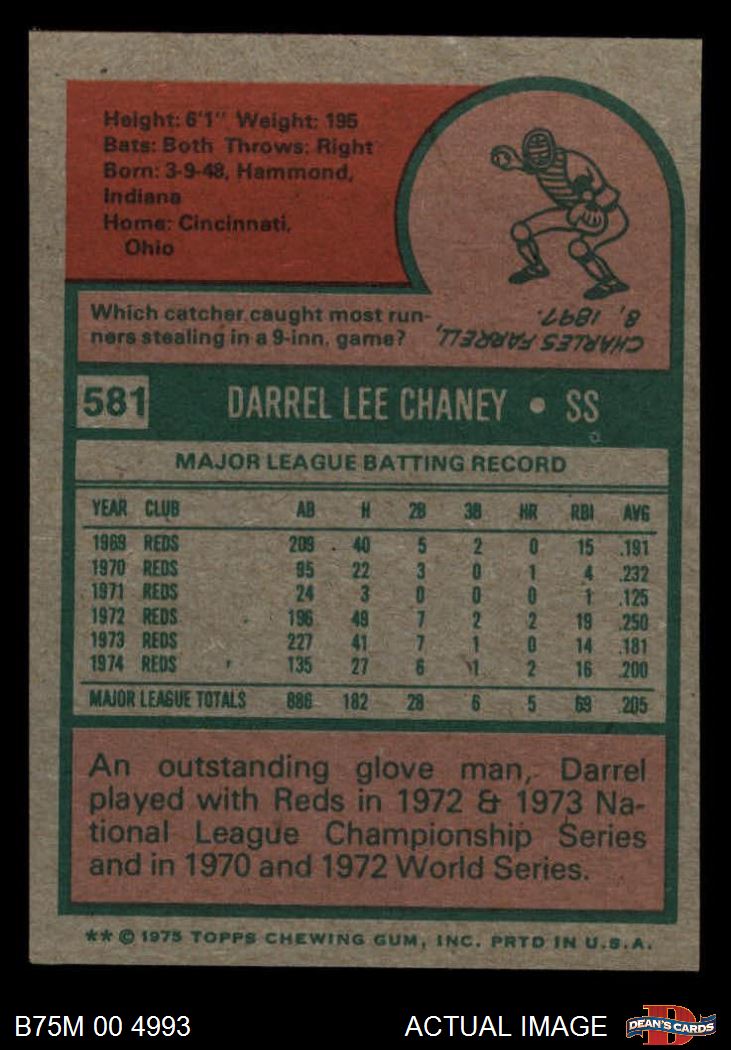 Height: 6'1" Weight: 195
Bats: Both Throws: Right
Born: 3-9-48, Hammond,
Indiana
Home: Cincinnati,
Ohio
Which catcher caught most run-
ners stealing in a 9-inn. game?
CHARLES FARRELL,
8, 1897.
581 DARREL LEE CHANEY • SS
MAJOR LEAGUE BATTING RECORD
YEAR CLUB AB H 2B 3B HR RBI AVG
1969 REDS 209 40 5 2 0 15 .191
1970 REDS 95 22 3 0 1 4 .232
1971 REDS 24 3 0 0 0 1 .125
1972 REDS 196 49 7 2 2 19 .250
1973 REDS 227 41 7 1 0 14 .181
1974 REDS 135 27 6 1 2 16 .200
MAJOR LEAGUE TOTALS 886 182 28 6 5 69 .205
An outstanding glove man, Darrel
played with Reds in 1972 & 1973 Na-
tional League Championship Series
and in 1970 and 1972 World Series.
** © 1975 TOPPS CHEWING GUM, INC. PRTD IN U.S.A.
B75M 00 4993 ACTUAL IMAGE
D
DEAN'S CARDS